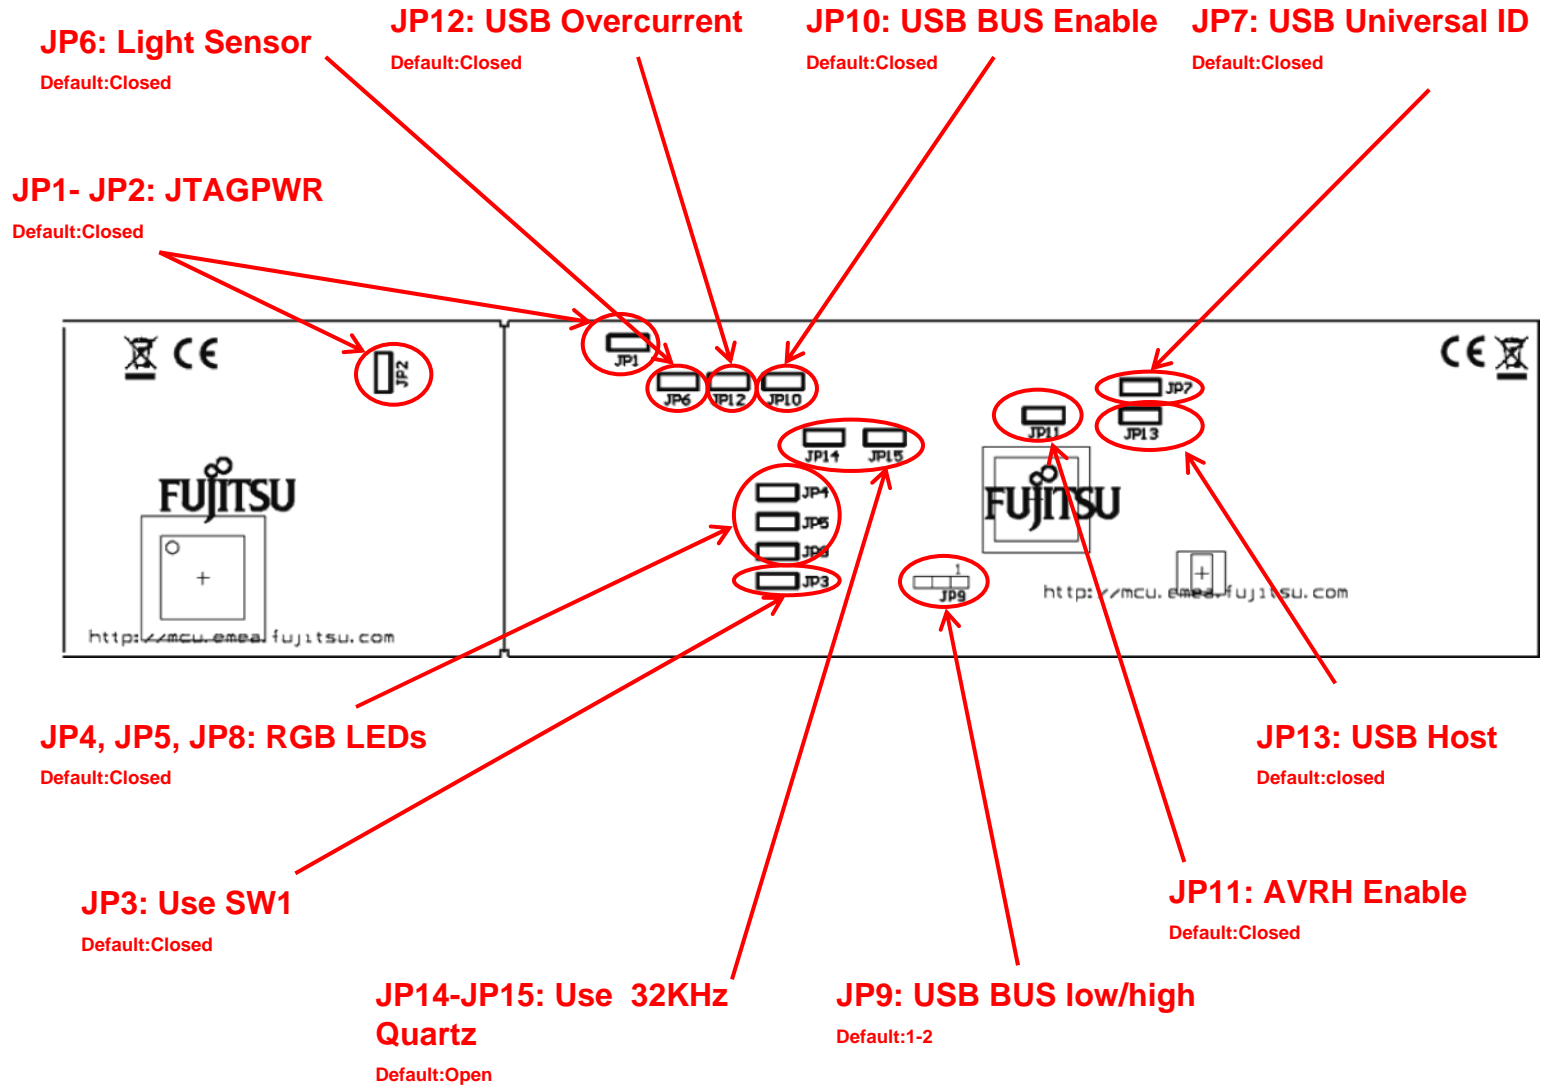 JP12: USB Overcurrent
Default:Closed
JP10: USB BUS Enable
Default:Closed
JP7: USB Universal ID
Default:Closed
JP6: Light Sensor
Default:Closed
JP1- JP2: JTAGPWR
Default:Closed
CE
JP2
JP1
JP6
JP12
JP10
CE
JP7
JP11
JP13
JP14
JP15
FUJITSU
JP4
JP5
JP8
JP3
FUJITSU
1
JP9
http://mcu.emea.fujitsu.com
http://mcu.emea.fujitsu.com
JP4, JP5, JP8: RGB LEDs
Default:Closed
JP13: USB Host
Default:closed
JP3: Use SW1
Default:Closed
JP11: AVRH Enable
Default:Closed
JP14-JP15: Use 32KHz
Quartz
Default:Open
JP9: USB BUS low/high
Default:1-2